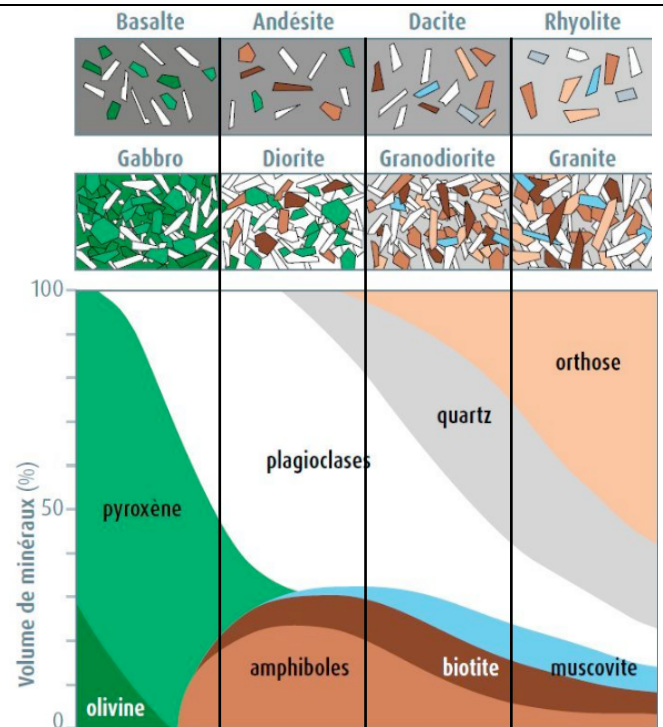 Basalte Andésite Dacite Rhyolite
Gabbro Diorite Granodiorite Granite
100
orthose
quartz
plagioclases
pyroxène
50
Volume de minéraux (%)
amphiboles biotite muscovite
olivine
0